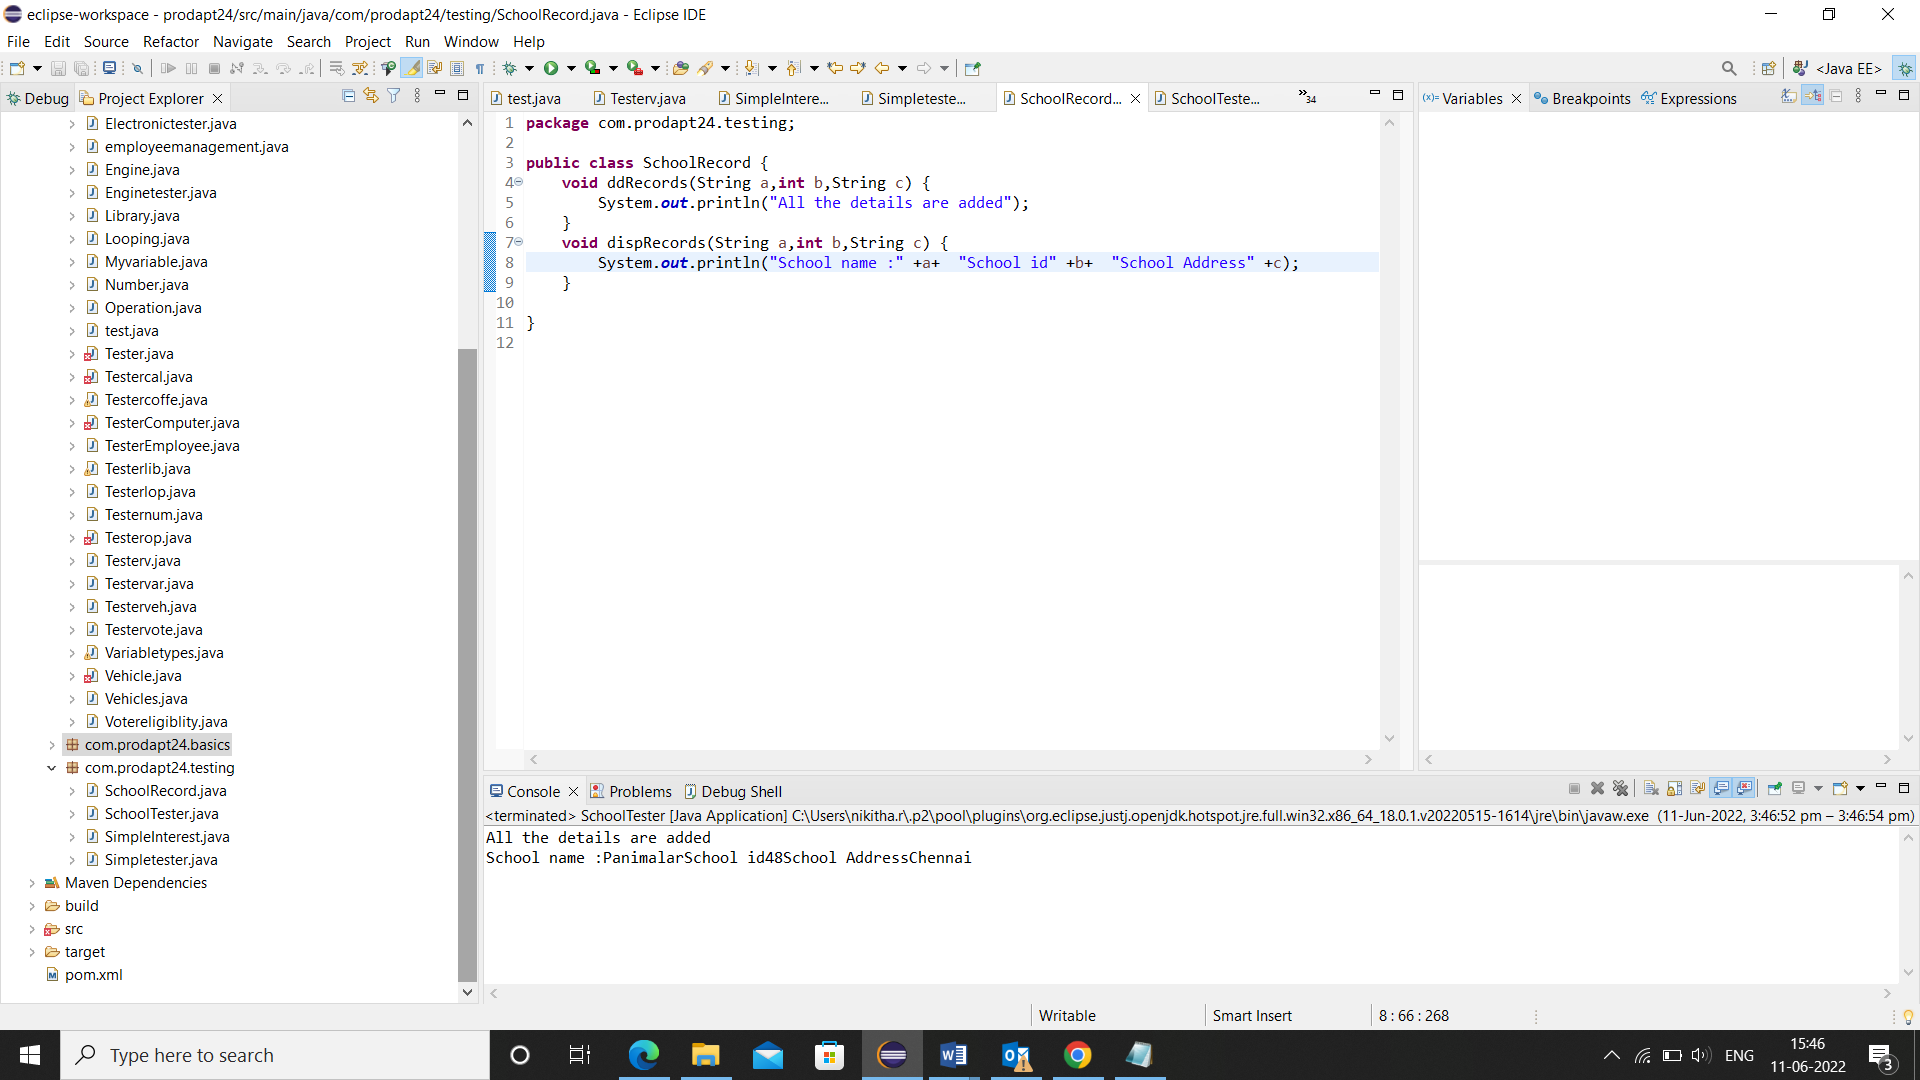 eclipse-workspace - prodapt24/src/main/java/com/prodapt24/testing/SchoolRecord.java - Eclipse IDE
File Edit Source Refactor Navigate Search Project Run Window Help
<Java EE>
Debug Project Explorer
Electronictester.java
employeemanagement.java
Engine.java
Enginetester.java
Library.java
Looping.java
Myvariable.java
Number.java
Operation.java
test.java
Tester.java
Testercal.java
Testercoffe.java
TesterComputer.java
TesterEmployee.java
Testerlib.java
Testerlop.java
Testernum.java
Testerop.java
Testerv.java
Testervar.java
Testerveh.java
Testervote.java
Variabletypes.java
Vehicle.java
Vehicles.java
Votereligiblity.java
com.prodapt24.basics
com.prodapt24.testing
SchoolRecord.java
SchoolTester.java
SimpleInterest.java
Simpletester.java
Maven Dependencies
build
src
target
pom.xml
test.java Testerv.java SimpleIntere... Simpleteste... SchoolRecord... SchoolTeste... »34
1 package com.prodapt24.testing;
2
3 public class SchoolRecord {
4 void ddRecords(String a,int b,String c) {
5 System.out.println("All the details are added");
6 }
7 void dispRecords(String a,int b,String c) {
8 System.out.println("School name :" +a+  "School id" +b+  "School Address" +c);
9 }
10
11 }
12
(x)= Variables Breakpoints Expressions
Console Problems Debug Shell
<terminated> SchoolTester [Java Application] C:\Users\nikitha.r\.p2\pool\plugins\org.eclipse.justj.openjdk.hotspot.jre.full.win32.x86_64_18.0.1.v20220515-1614\jre\bin\javaw.exe (11-Jun-2022, 3:46:52 pm – 3:46:54 pm)
All the details are added
School name :PanimalarSchool id48School AddressChennai
Writable Smart Insert 8 : 66 : 268
Type here to search
ENG
15:46
11-06-2022
3